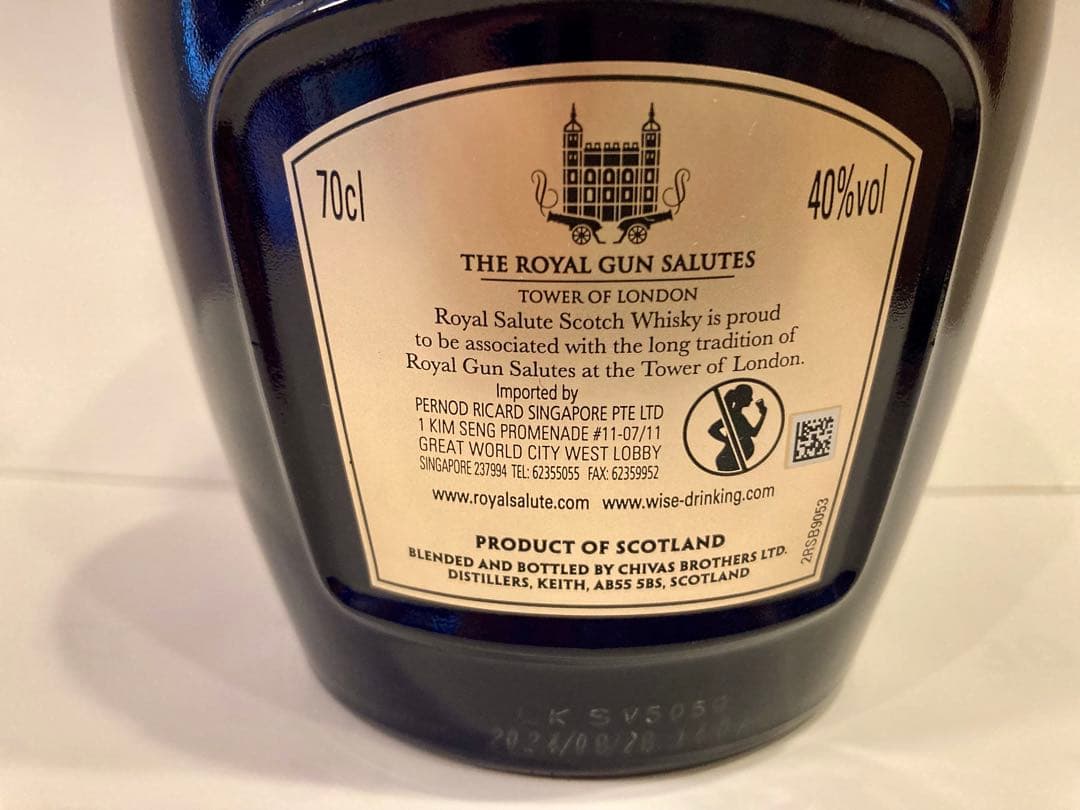 70cl
40%vol
THE ROYAL GUN SALUTES
TOWER OF LONDON
Royal Salute Scotch Whisky is proud
to be associated with the long tradition of
Royal Gun Salutes at the Tower of London.
Imported by
PERNOD RICARD SINGAPORE PTE LTD
1 KIM SENG PROMENADE #11-07/11
GREAT WORLD CITY WEST LOBBY
SINGAPORE 237994 TEL: 62355055 FAX: 62359952
www.royalsalute.com www.wise-drinking.com
2RSB9053
PRODUCT OF SCOTLAND
BLENDED AND BOTTLED BY CHIVAS BROTHERS LTD.
DISTILLERS, KEITH, AB55 5BS, SCOTLAND